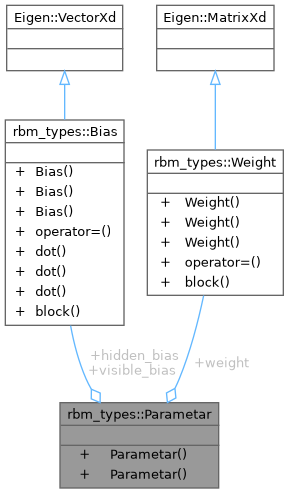 Eigen::VectorXd
Eigen::MatrixXd
rbm_types::Bias
+ Bias()
+ Bias()
+ Bias()
+ operator=()
+ dot()
+ dot()
+ dot()
+ block()
rbm_types::Weight
+ Weight()
+ Weight()
+ Weight()
+ operator=()
+ block()
+hidden_bias
+visible_bias
+weight
rbm_types::Parametar
+ Parametar()
+ Parametar()